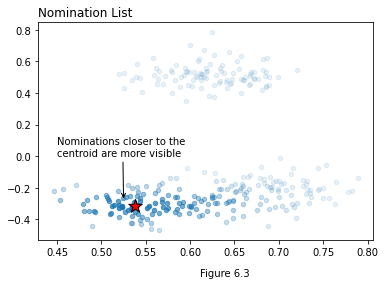 Nomination List
0.8
0.6
0.4
0.2
0.0
−0.2
−0.4
Nominations closer to the
centroid are more visible
0.45 0.50 0.55 0.60 0.65 0.70 0.75 0.80
Figure 6.3